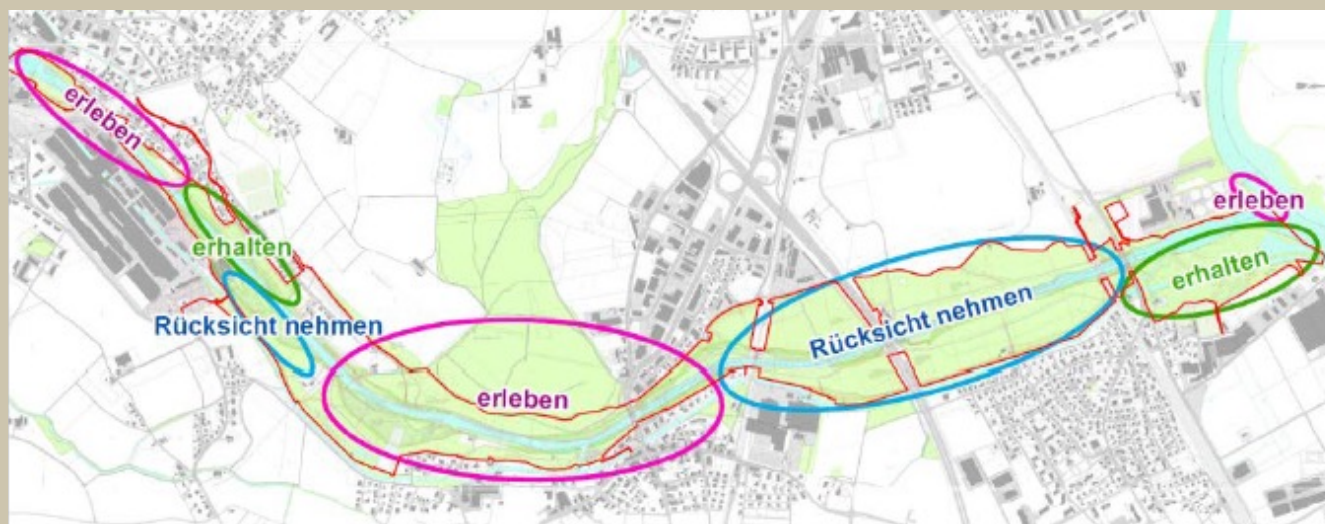 erleben
erhalten
Rücksicht nehmen
erleben
Rücksicht nehmen
erleben
erhalten